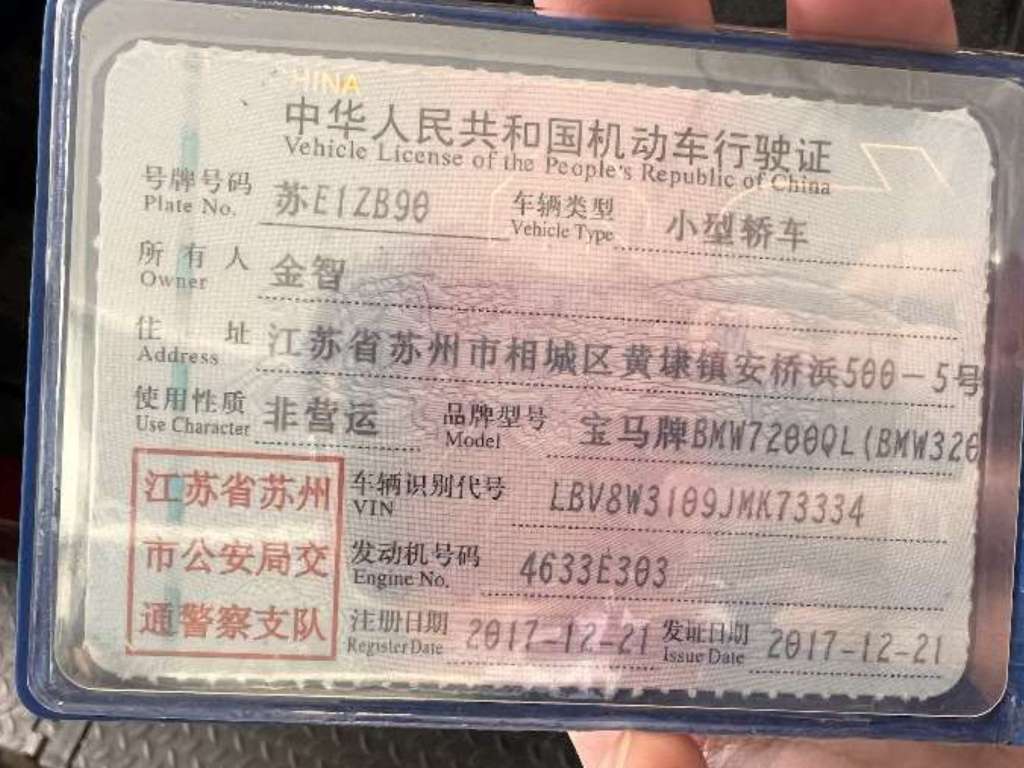 CHINA
中华人民共和国机动车行驶证
Vehicle License of the People's Republic of China
号牌号码 苏E1ZB90 车辆类型 小型轿车
Plate No. Vehicle Type
所有人 金智
Owner
住址 江苏省苏州市相城区黄埭镇安桥浜500-5号
Address
使用性质 非营运 品牌型号 宝马牌BMW7200QL(BMW320
Use Character Model
江苏省苏州
市公安局交
通警察支队
车辆识别代号 LBV8W3109JMK73334
VIN
发动机号码 4633E303
Engine No.
注册日期 2017-12-21 发证日期 2017-12-21
Register Date Issue Date